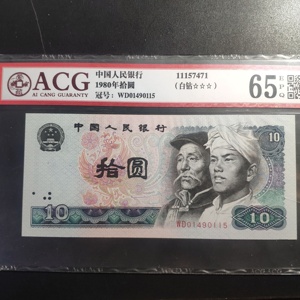 ACG
AI CANG GUARANTY
中国人民银行
1980年拾圆
冠号：WD01490115
11157471
(白钻☆☆☆)
65 EPQ
中国人民银行
10
拾圆
10
WD01490115
10